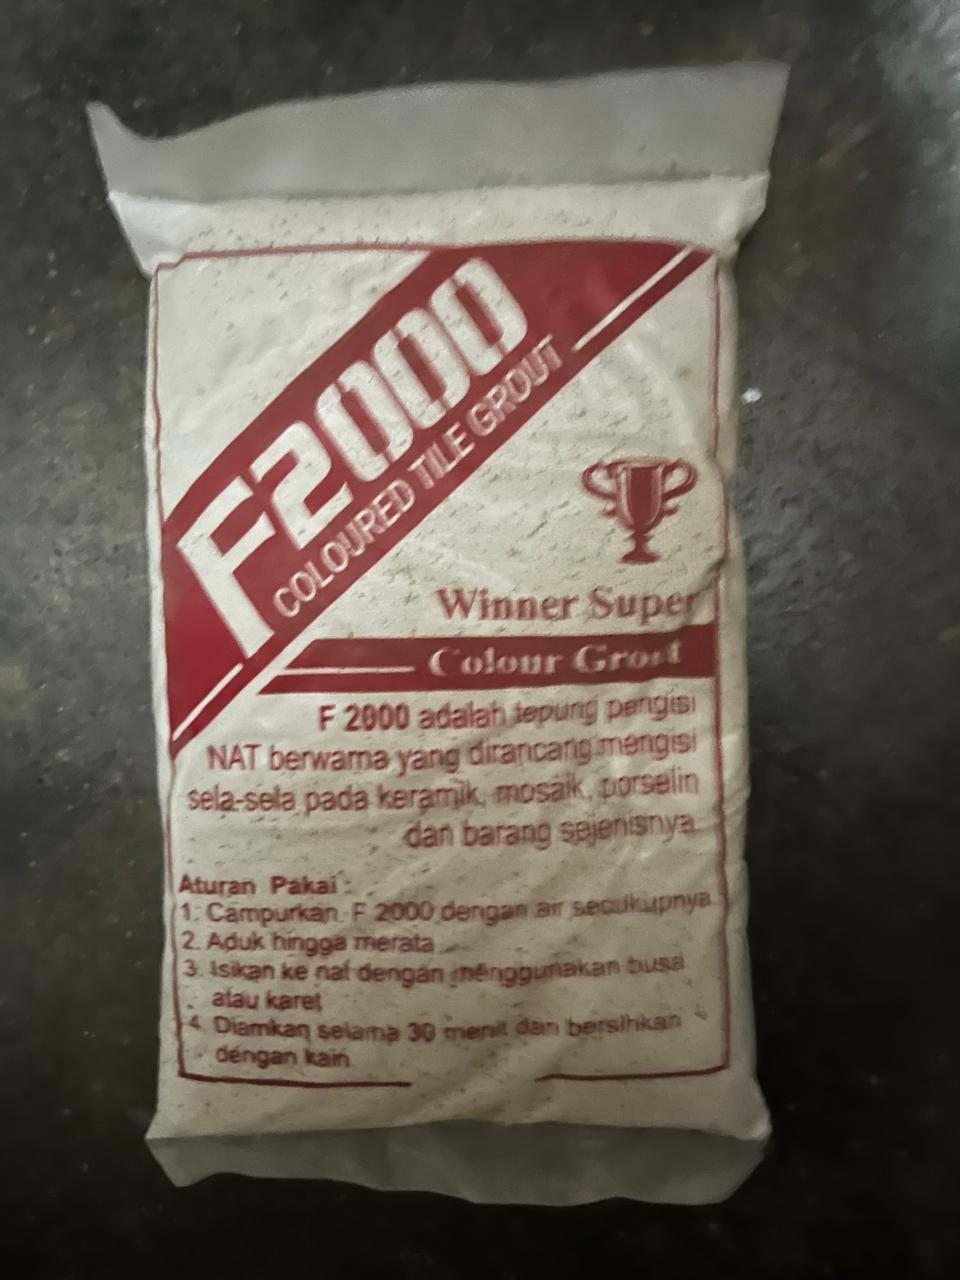 F2000
COLOURED TILE GROUT
Winner Super
Colour Grout
F 2000 adalah tepung pengisi
NAT berwarna yang dirancang mengisi
sela-sela pada keramik, mosaik, porselin
dan barang sejenisnya.
Aturan Pakai :
1. Campurkan F 2000 dengan air secukupnya.
2. Aduk hingga merata
3. Isikan ke nat dengan menggunakan busa
atau karet
4. Diamkan selama 30 menit dan bersihkan
dengan kain